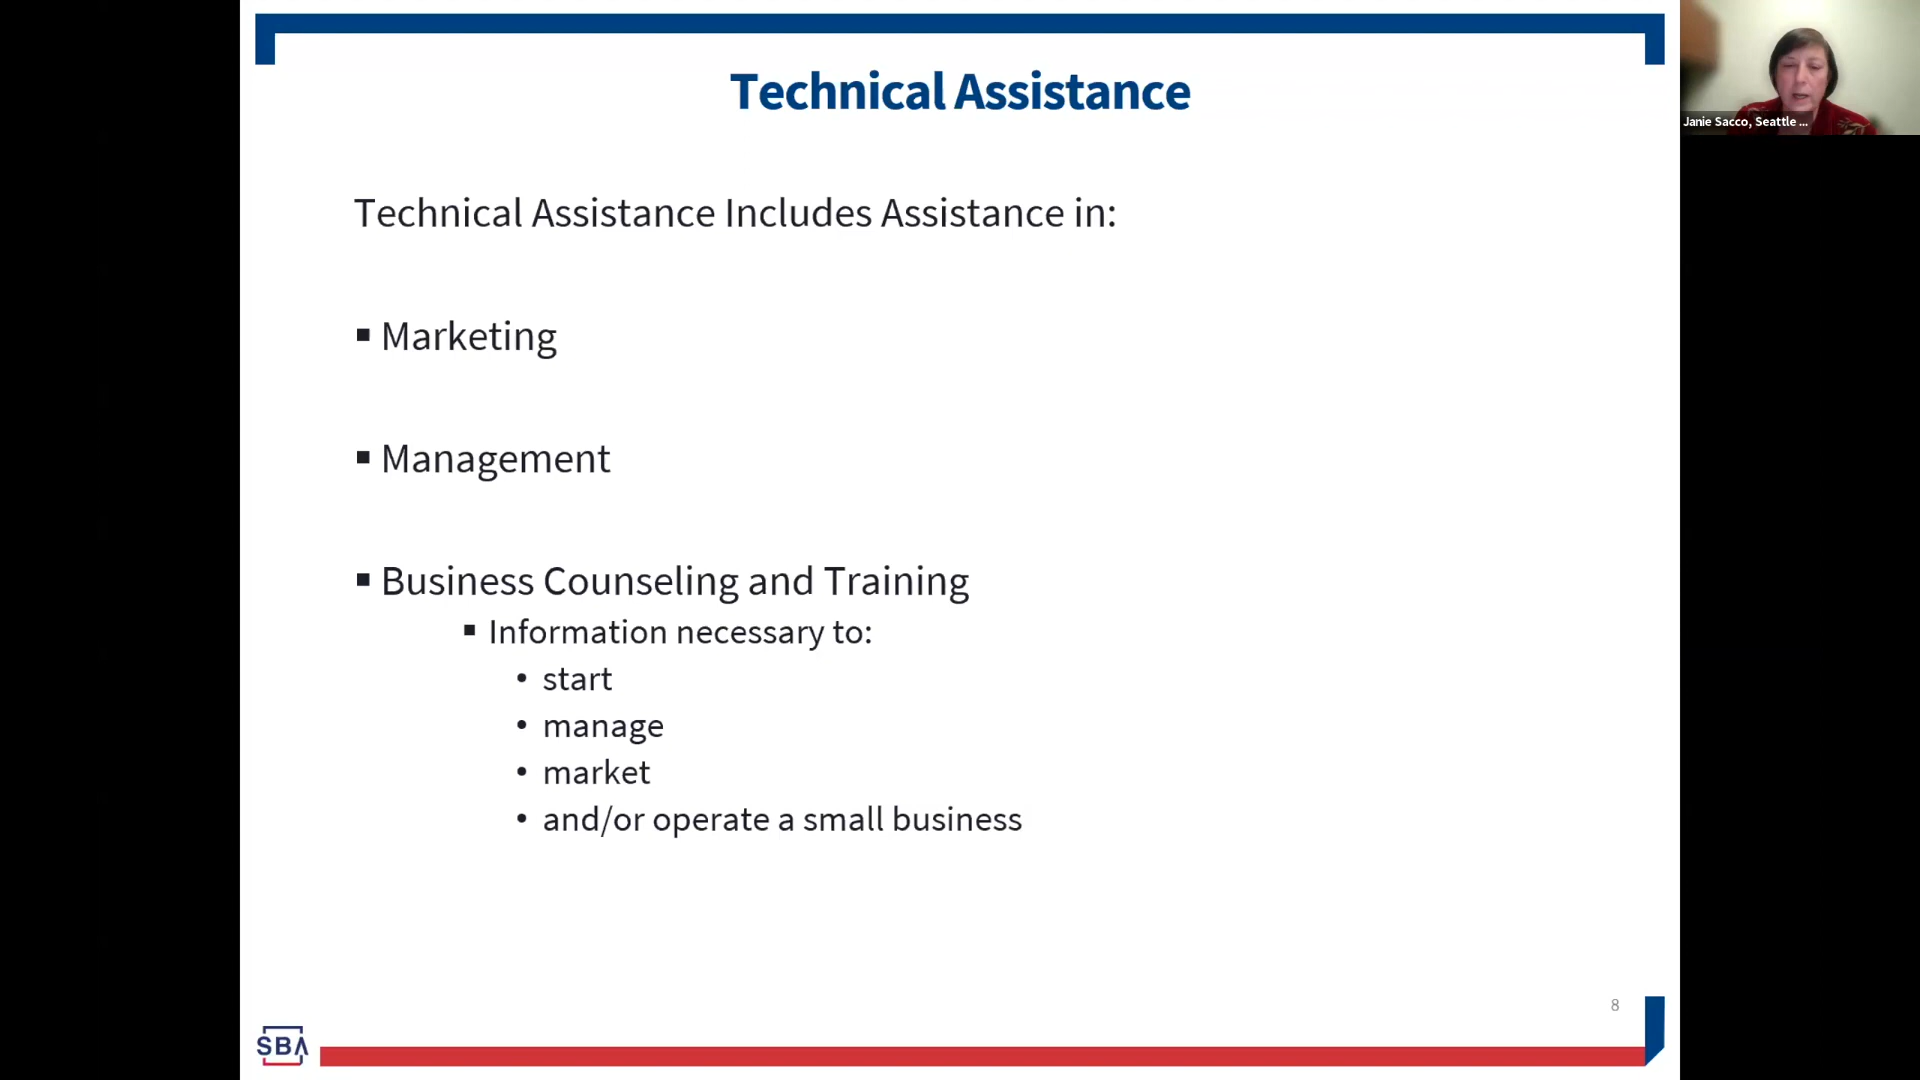 Technical Assistance
Janie Sacco, Seattle ...
Technical Assistance Includes Assistance in:
▪ Marketing
▪ Management
▪ Business Counseling and Training
▪ Information necessary to:
• start
• manage
• market
• and/or operate a small business
8
SBA